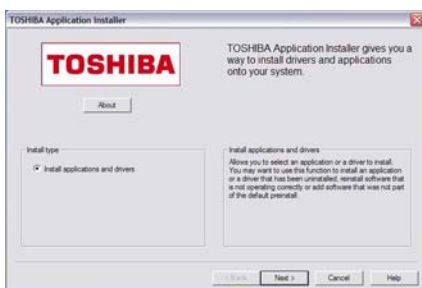 TOSHIBA Application Installer
TOSHIBA
TOSHIBA Application Installer gives you a
way to install drivers and applications
onto your system.
About
Install type
Install applications and drivers
Install applications and drivers
Allows you to select an application or a driver to install.
You may want to use this function to install an application
or a driver that has been uninstalled, reinstall software that
is not operating correctly or add software that was not part
of the default preinstall.
< Back
Next >
Cancel
Help